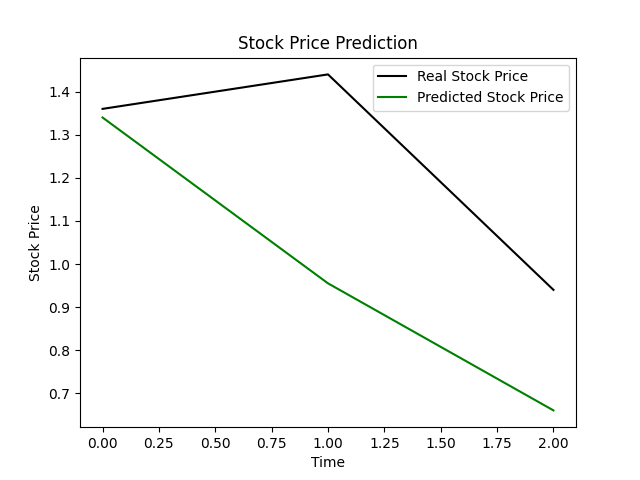 Stock Price Prediction
Real Stock Price
Predicted Stock Price
Stock Price
1.4
1.3
1.2
1.1
1.0
0.9
0.8
0.7
0.00 0.25 0.50 0.75 1.00 1.25 1.50 1.75 2.00
Time